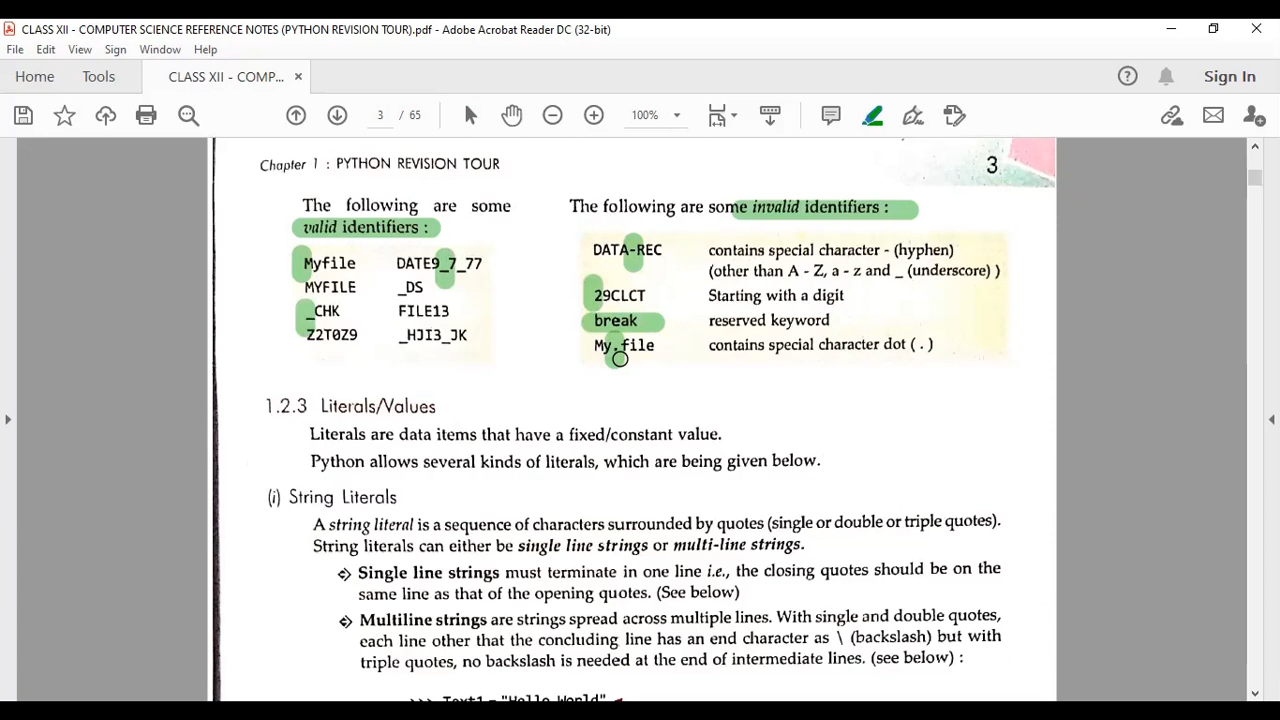 CLASS XII - COMPUTER SCIENCE REFERENCE NOTES (PYTHON REVISION TOUR).pdf - Adobe Acrobat Reader DC (32-bit)
File Edit View Sign Window Help
Home Tools CLASS XII - COMP... × Sign In
3 / 65 100%
Chapter 1 : PYTHON REVISION TOUR 3
The following are some
valid identifiers :
Myfile DATE9_7_77
MYFILE _DS
_CHK FILE13
Z2T0Z9 _HJI3_JK
The following are some invalid identifiers :
DATA-REC contains special character - (hyphen)
(other than A - Z, a - z and _ (underscore) )
29CLCT Starting with a digit
break reserved keyword
My.file contains special character dot ( . )
1.2.3 Literals/Values
Literals are data items that have a fixed/constant value.
Python allows several kinds of literals, which are being given below.
(i) String Literals
A string literal is a sequence of characters surrounded by quotes (single or double or triple quotes).
String literals can either be single line strings or multi-line strings.
Single line strings must terminate in one line i.e., the closing quotes should be on the
same line as that of the opening quotes. (See below)
Multiline strings are strings spread across multiple lines. With single and double quotes,
each line other that the concluding line has an end character as \ (backslash) but with
triple quotes, no backslash is needed at the end of intermediate lines. (see below) :
>>> Text1 = "Hello World"